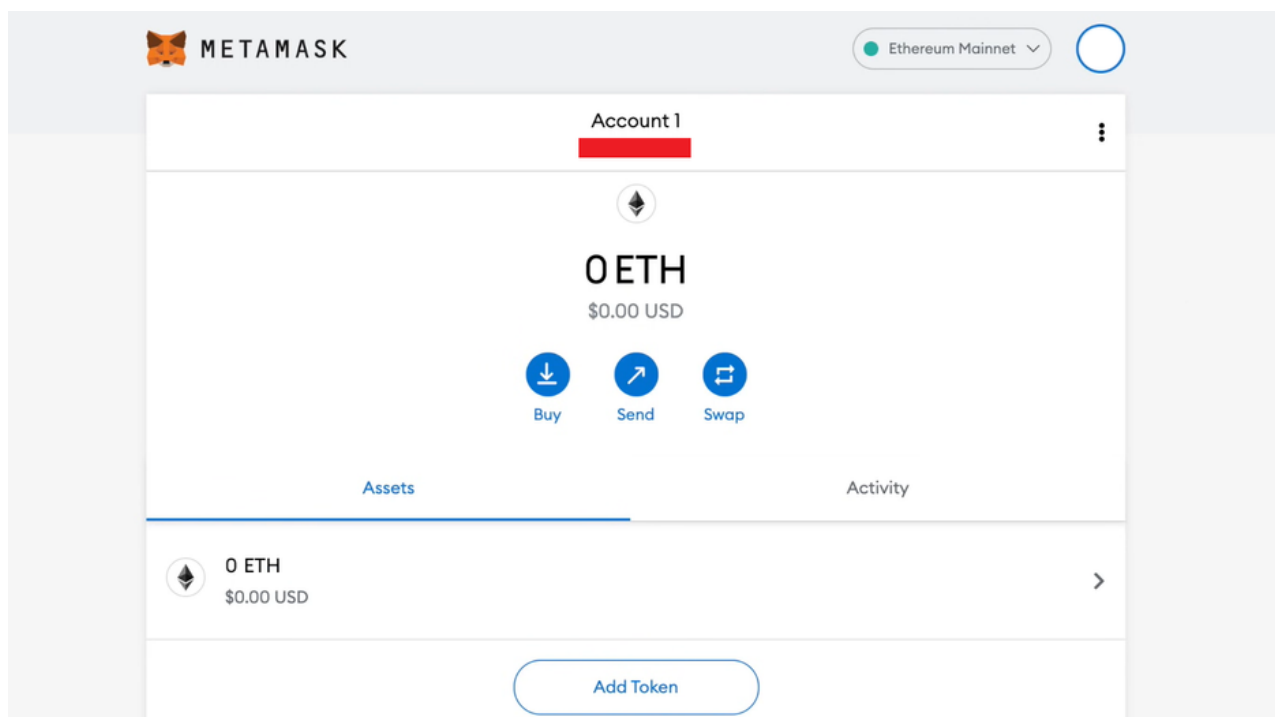 METAMASK
Ethereum Mainnet
Account 1
0 ETH
$0.00 USD
Buy
Send
Swap
Assets
Activity
0 ETH
$0.00 USD
Add Token